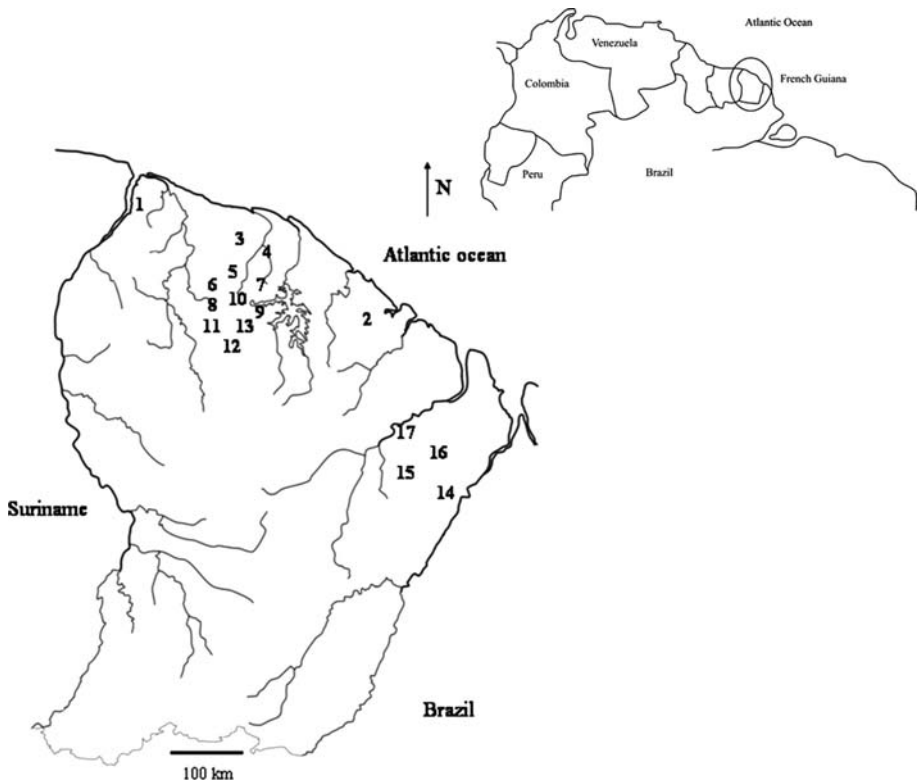 Atlantic Ocean
Venezuela
Colombia
French Guiana
Peru
Brazil
N
1
3
4
Atlantic ocean
5
6
7
10
8
9
2
11
13
12
17
16
15
14
Suriname
Brazil
100 km